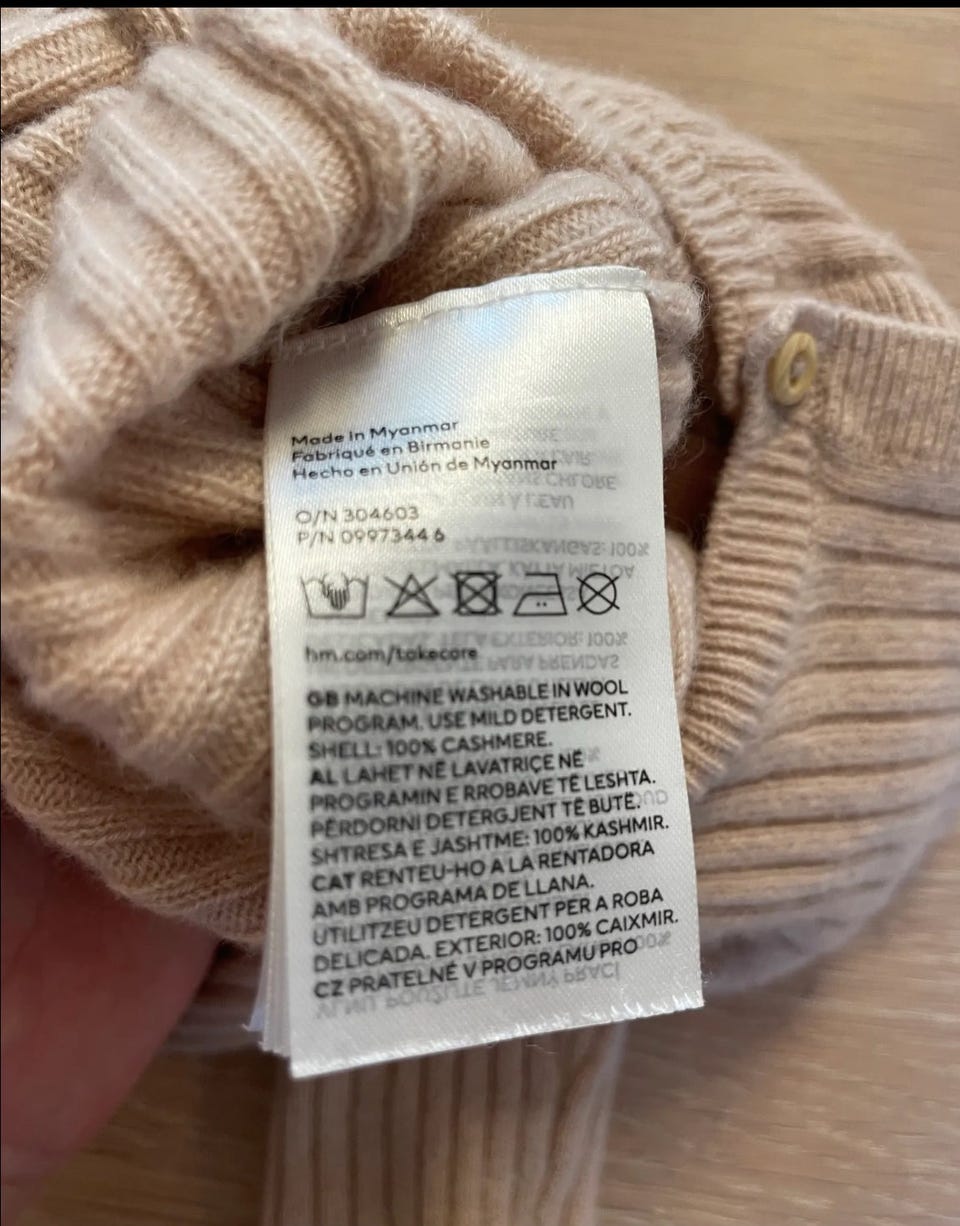 Made in Myanmar
Fabriqué en Birmanie
Hecho en Unión de Myanmar
O/N 304603
P/N 0997344 6
hm.com/takecare
GB MACHINE WASHABLE IN WOOL
PROGRAM. USE MILD DETERGENT.
SHELL: 100% CASHMERE.
AL LAHET NË LAVATRIÇE NË
PROGRAMIN E RROBAVE TË LESHTA.
PËRDORNI DETERGJENT TË BUTË.
SHTRESA E JASHTME: 100% KASHMIR.
CAT RENTEU-HO A LA RENTADORA
AMB PROGRAMA DE LLANA.
UTILITZEU DETERGENT PER A ROBA
DELICADA. EXTERIOR: 100% CAIXMIR.
CZ PRATELNÉ V PROGRAMU PRO